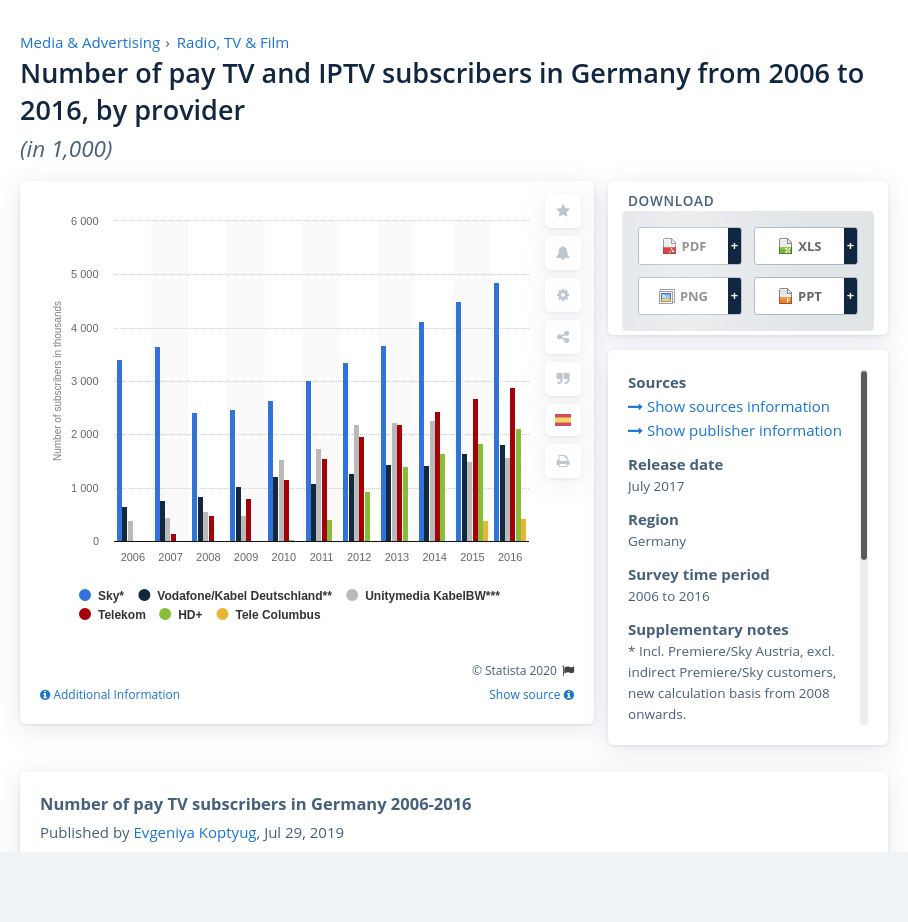 Media & Advertising › Radio, TV & Film
Number of pay TV and IPTV subscribers in Germany from 2006 to
2016, by provider
(in 1,000)
6 000
5 000
4 000
3 000
2 000
1 000
0
Number of subscribers in thousands
2006 2007 2008 2009 2010 2011 2012 2013 2014 2015 2016
Sky* Vodafone/Kabel Deutschland** Unitymedia KabelBW***
Telekom HD+ Tele Columbus
© Statista 2020
Additional Information
Show source
DOWNLOAD
PDF + XLS +
PNG + PPT +
Sources
Show sources information
Show publisher information
Release date
July 2017
Region
Germany
Survey time period
2006 to 2016
Supplementary notes
* Incl. Premiere/Sky Austria, excl.
indirect Premiere/Sky customers,
new calculation basis from 2008
onwards.
Number of pay TV subscribers in Germany 2006-2016
Published by Evgeniya Koptyug, Jul 29, 2019